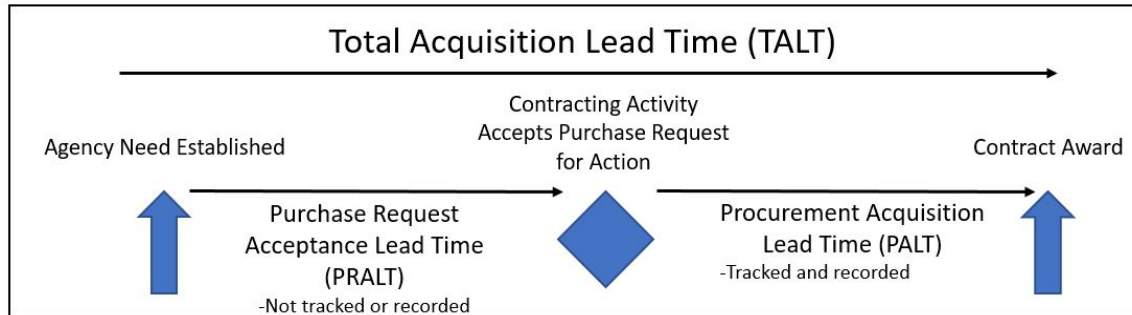 Total Acquisition Lead Time (TALT)
Contracting Activity
Accepts Purchase Request
for Action
Agency Need Established
Contract Award
Purchase Request
Acceptance Lead Time
(PRALT)
-Not tracked or recorded
Procurement Acquisition
Lead Time (PALT)
-Tracked and recorded